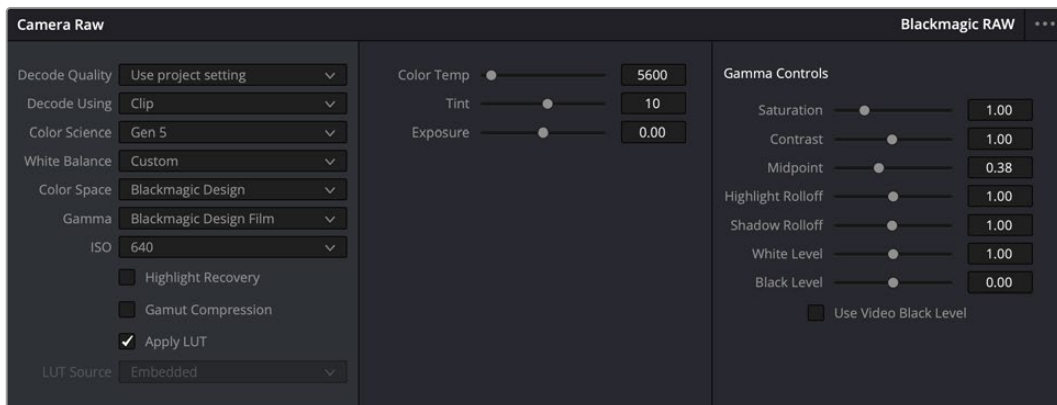 Camera Raw
Blackmagic RAW
Decode Quality Use project setting
Decode Using Clip
Color Science Gen 5
White Balance Custom
Color Space Blackmagic Design
Gamma Blackmagic Design Film
ISO 640
Highlight Recovery
Gamut Compression
Apply LUT
LUT Source Embedded
Color Temp 5600
Tint 10
Exposure 0.00
Gamma Controls
Saturation 1.00
Contrast 1.00
Midpoint 0.38
Highlight Rolloff 1.00
Shadow Rolloff 1.00
White Level 1.00
Black Level 0.00
Use Video Black Level